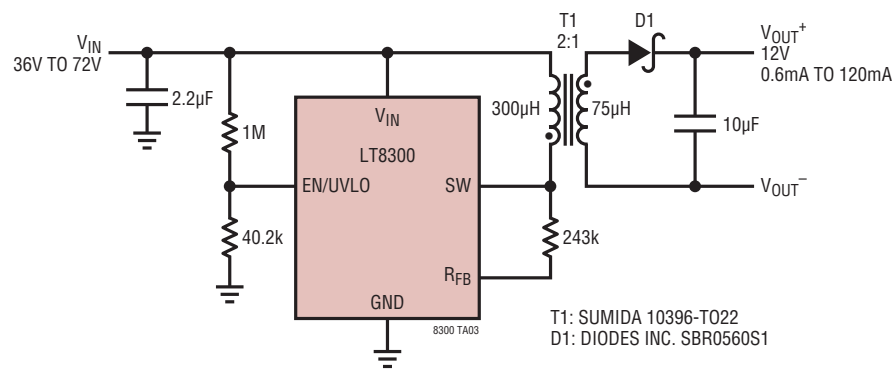 T1
2:1
D1
VIN
36V TO 72V
VOUT+
12V
0.6mA TO 120mA
2.2µF
1M
VIN
LT8300
300µH
75µH
10µF
EN/UVLO
SW
VOUT–
40.2k
243k
RFB
GND
8300 TA03
T1: SUMIDA 10396-TO22
D1: DIODES INC. SBR0560S1